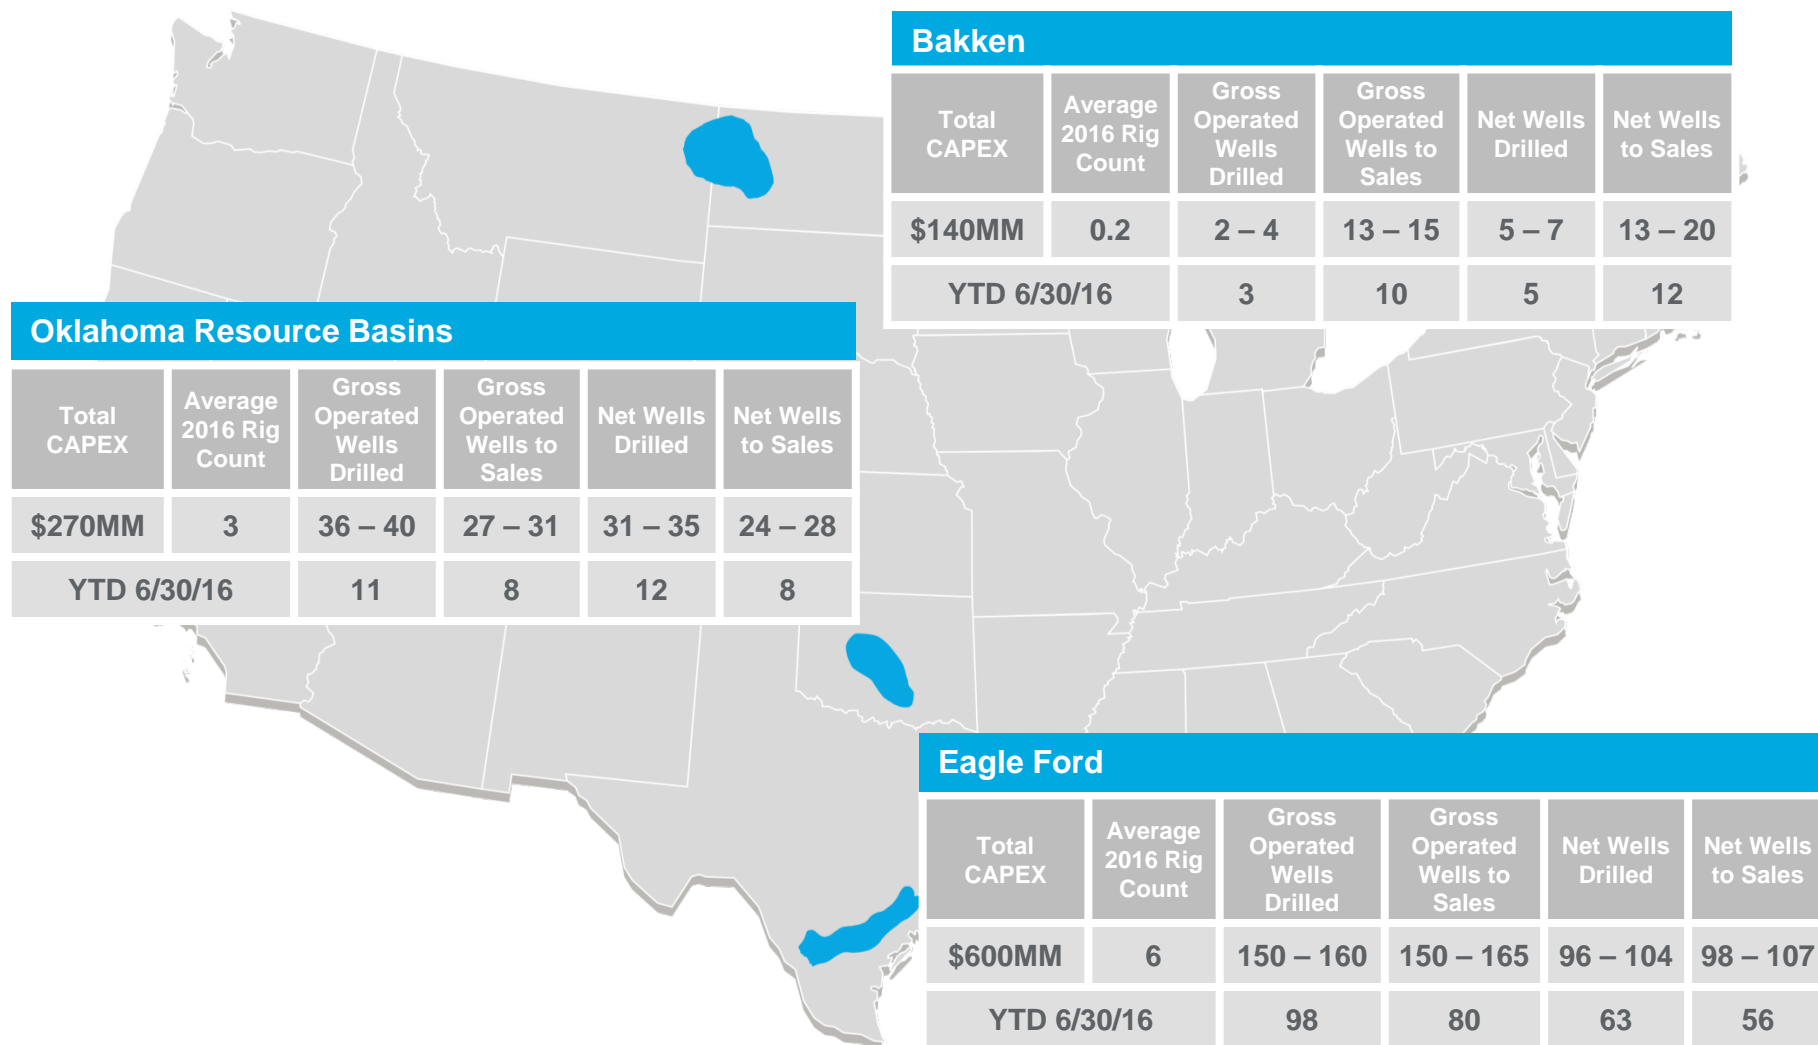 Bakken
Total CAPEX
Average 2016 Rig Count
Gross Operated Wells Drilled
Gross Operated Wells to Sales
Net Wells Drilled
Net Wells to Sales
$140MM 0.2 2 – 4 13 – 15 5 – 7 13 – 20
YTD 6/30/16 3 10 5 12
Oklahoma Resource Basins
Total CAPEX
Average 2016 Rig Count
Gross Operated Wells Drilled
Gross Operated Wells to Sales
Net Wells Drilled
Net Wells to Sales
$270MM 3 36 – 40 27 – 31 31 – 35 24 – 28
YTD 6/30/16 11 8 12 8
Eagle Ford
Total CAPEX
Average 2016 Rig Count
Gross Operated Wells Drilled
Gross Operated Wells to Sales
Net Wells Drilled
Net Wells to Sales
$600MM 6 150 – 160 150 – 165 96 – 104 98 – 107
YTD 6/30/16 98 80 63 56